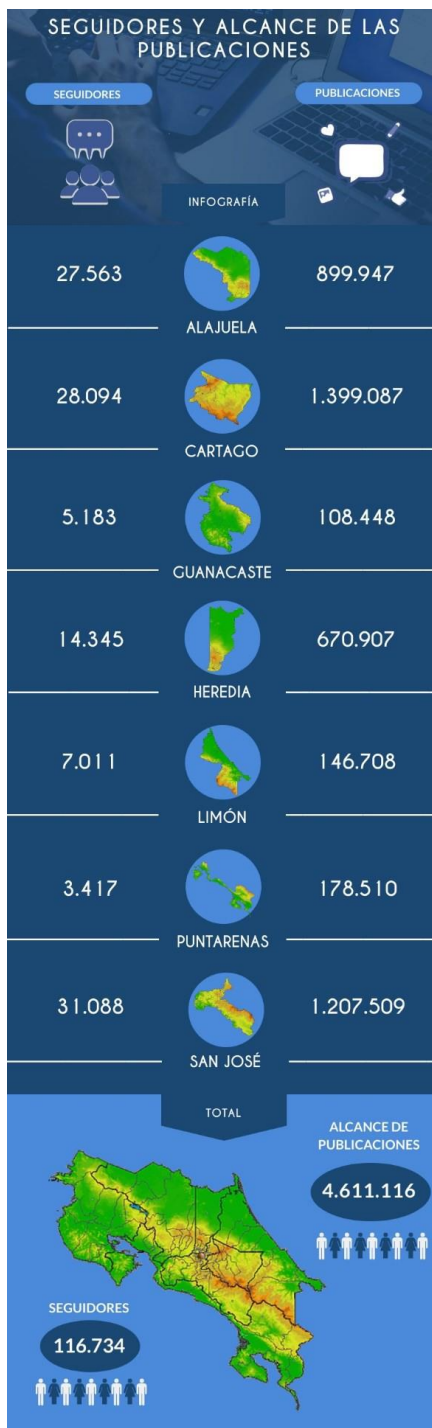 SEGUIDORES Y ALCANCE DE LAS
PUBLICACIONES
SEGUIDORES
PUBLICACIONES
INFOGRAFÍA
27.563
899.947
ALAJUELA
28.094
1.399.087
CARTAGO
5.183
108.448
GUANACASTE
14.345
670.907
HEREDIA
7.011
146.708
LIMÓN
3.417
178.510
PUNTARENAS
31.088
1.207.509
SAN JOSÉ
TOTAL
ALCANCE DE
PUBLICACIONES
4.611.116
SEGUIDORES
116.734